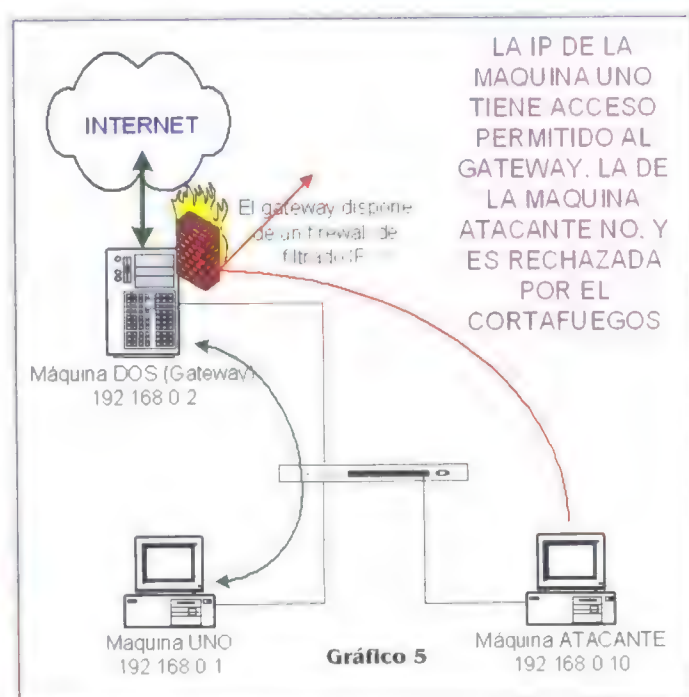 LA IP DE LA
MAQUINA UNO
TIENE ACCESO
PERMITIDO AL
GATEWAY. LA DE
LA MAQUINA
ATACANTE NO. Y
ES RECHAZADA
POR EL
CORTAFUEGOS
INTERNET
El gateway dispone
de un firewall de
filtrado IP
Máquina DOS (Gateway)
192 168 0 2
Maquina UNO
192 168 0 1
Gráfico 5
Máquina ATACANTE
192 168 0 10